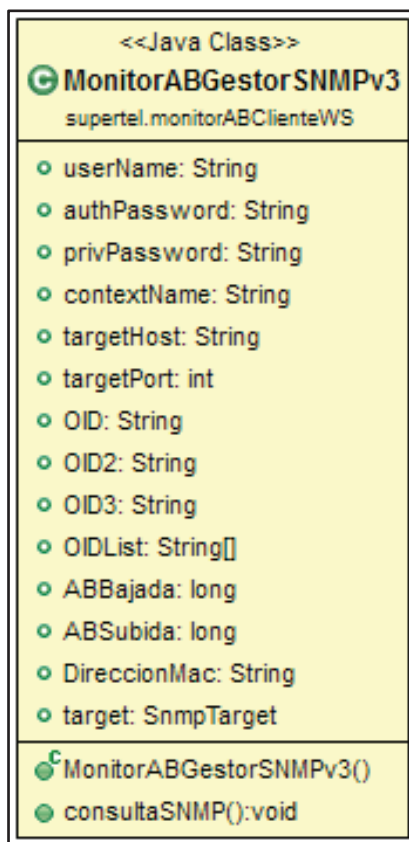 <<Java Class>>
C MonitorABGestorSNMPv3
supertel.monitorABClienteWS
userName: String
authPassword: String
privPassword: String
contextName: String
targetHost: String
targetPort: int
OID: String
OID2: String
OID3: String
OIDList: String[]
ABBajada: long
ABSubida: long
DireccionMac: String
target: SnmpTarget
C MonitorABGestorSNMPv3()
consultaSNMP():void